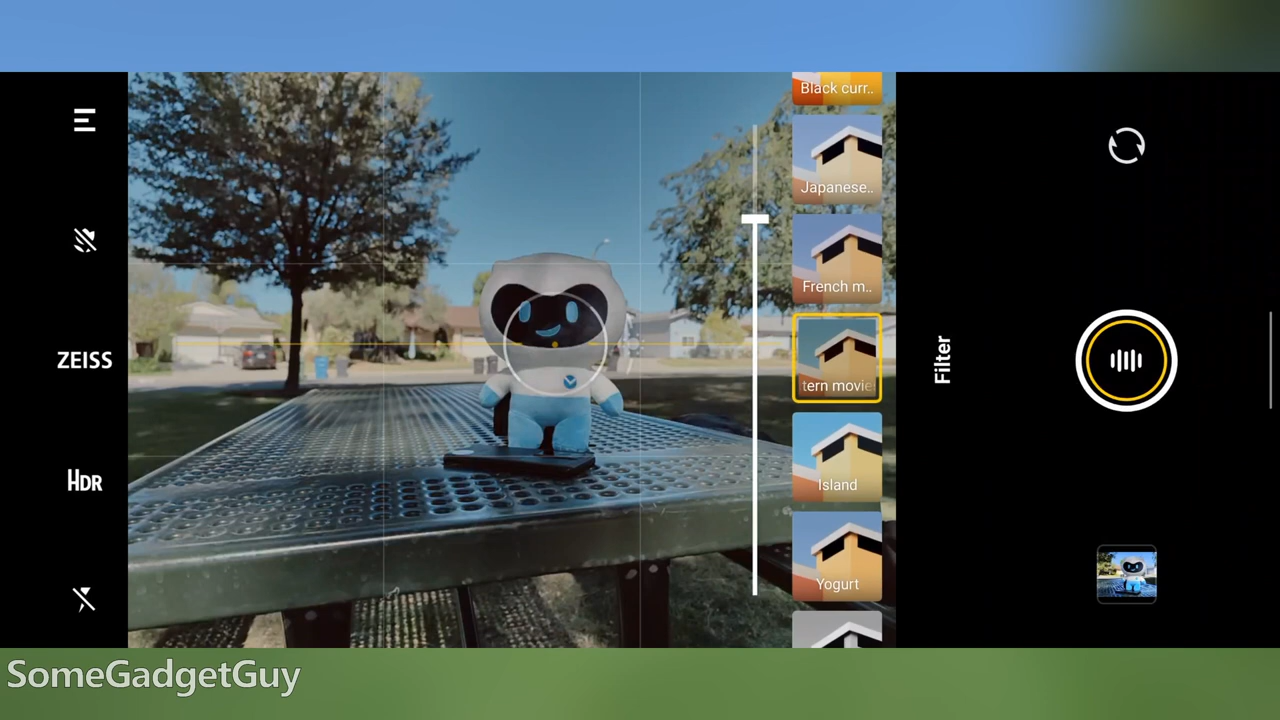 ZEISS
HDR
Black curr..
Japanese..
French m..
tern movie
Island
Yogurt
Filter
SomeGadgetGuy